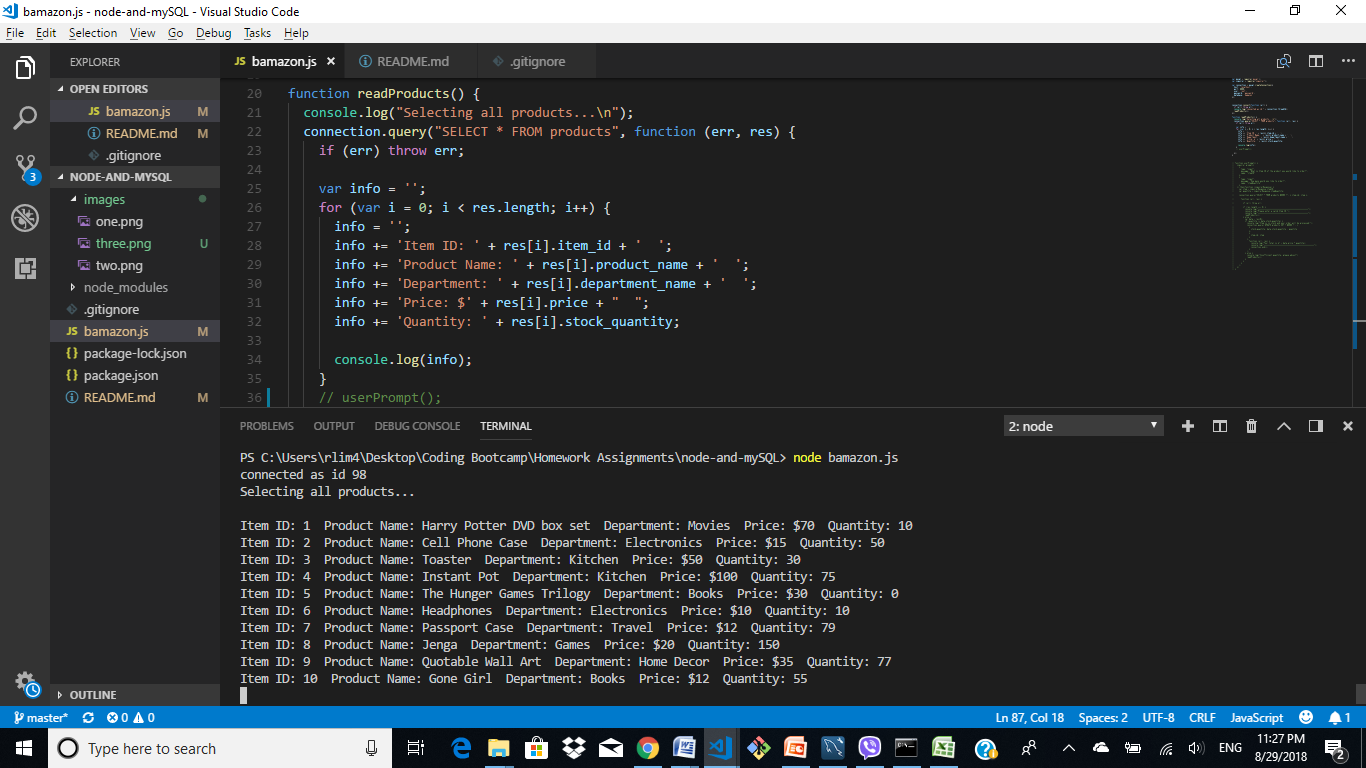 bamazon.js - node-and-mySQL - Visual Studio Code
File Edit Selection View Go Debug Tasks Help
EXPLORER
OPEN EDITORS
JS bamazon.js M
README.md M
.gitignore
3
NODE-AND-MYSQL
images
one.png
three.png U
two.png
node_modules
.gitignore
JS bamazon.js M
{} package-lock.json
{} package.json
README.md M
OUTLINE
JS bamazon.js README.md .gitignore
20 function readProducts() {
21 console.log("Selecting all products...\n");
22 connection.query("SELECT * FROM products", function (err, res) {
23 if (err) throw err;
24
25 var info = '';
26 for (var i = 0; i < res.length; i++) {
27 info = '';
28 info += 'Item ID: ' + res[i].item_id + '  ';
29 info += 'Product Name: ' + res[i].product_name + '  ';
30 info += 'Department: ' + res[i].department_name + '  ';
31 info += 'Price: $' + res[i].price + "  ";
32 info += 'Quantity: ' + res[i].stock_quantity;
33
34 console.log(info);
35 }
36 // userPrompt();
PROBLEMS OUTPUT DEBUG CONSOLE TERMINAL 2: node
PS C:\Users\rlim4\Desktop\Coding Bootcamp\Homework Assignments\node-and-mySQL> node bamazon.js
connected as id 98
Selecting all products...
Item ID: 1  Product Name: Harry Potter DVD box set  Department: Movies  Price: $70  Quantity: 10
Item ID: 2  Product Name: Cell Phone Case  Department: Electronics  Price: $15  Quantity: 50
Item ID: 3  Product Name: Toaster  Department: Kitchen  Price: $50  Quantity: 30
Item ID: 4  Product Name: Instant Pot  Department: Kitchen  Price: $100  Quantity: 75
Item ID: 5  Product Name: The Hunger Games Trilogy  Department: Books  Price: $30  Quantity: 0
Item ID: 6  Product Name: Headphones  Department: Electronics  Price: $10  Quantity: 10
Item ID: 7  Product Name: Passport Case  Department: Travel  Price: $12  Quantity: 79
Item ID: 8  Product Name: Jenga  Department: Games  Price: $20  Quantity: 150
Item ID: 9  Product Name: Quotable Wall Art  Department: Home Decor  Price: $35  Quantity: 77
Item ID: 10  Product Name: Gone Girl  Department: Books  Price: $12  Quantity: 55
master* 0 0 Ln 87, Col 18 Spaces: 2 UTF-8 CRLF JavaScript 1
Type here to search
ENG
11:27 PM
8/29/2018
2